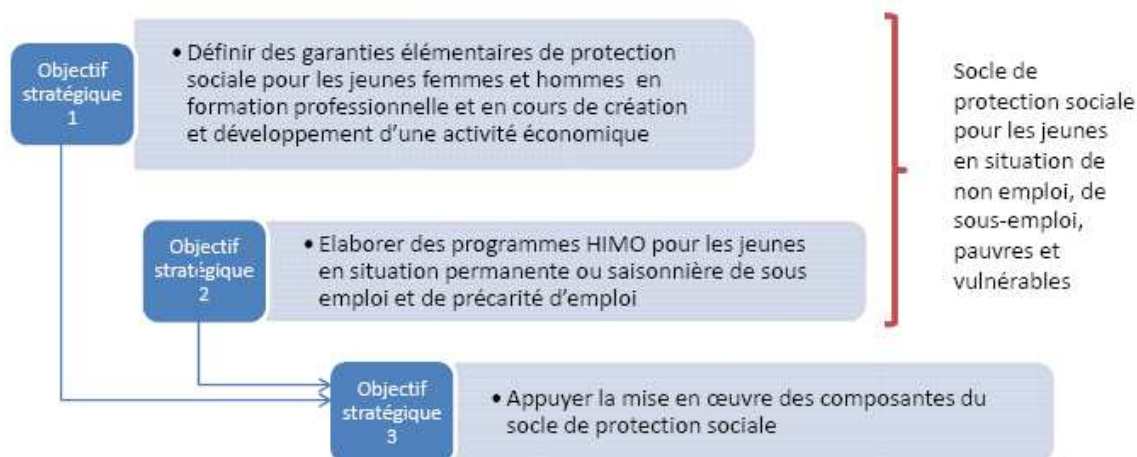 Objectif
stratégique
1
• Définir des garanties élémentaires de protection
sociale pour les jeunes femmes et hommes en
formation professionnelle et en cours de création
et développement d’une activité économique
Objectif
stratégique
2
• Elaborer des programmes HIMO pour les jeunes
en situation permanente ou saisonnière de sous
emploi et de précarité d’emploi
Socle de
protection sociale
pour les jeunes
en situation de
non emploi, de
sous-emploi,
pauvres et
vulnérables
Objectif
stratégique
3
• Appuyer la mise en œuvre des composantes du
socle de protection sociale